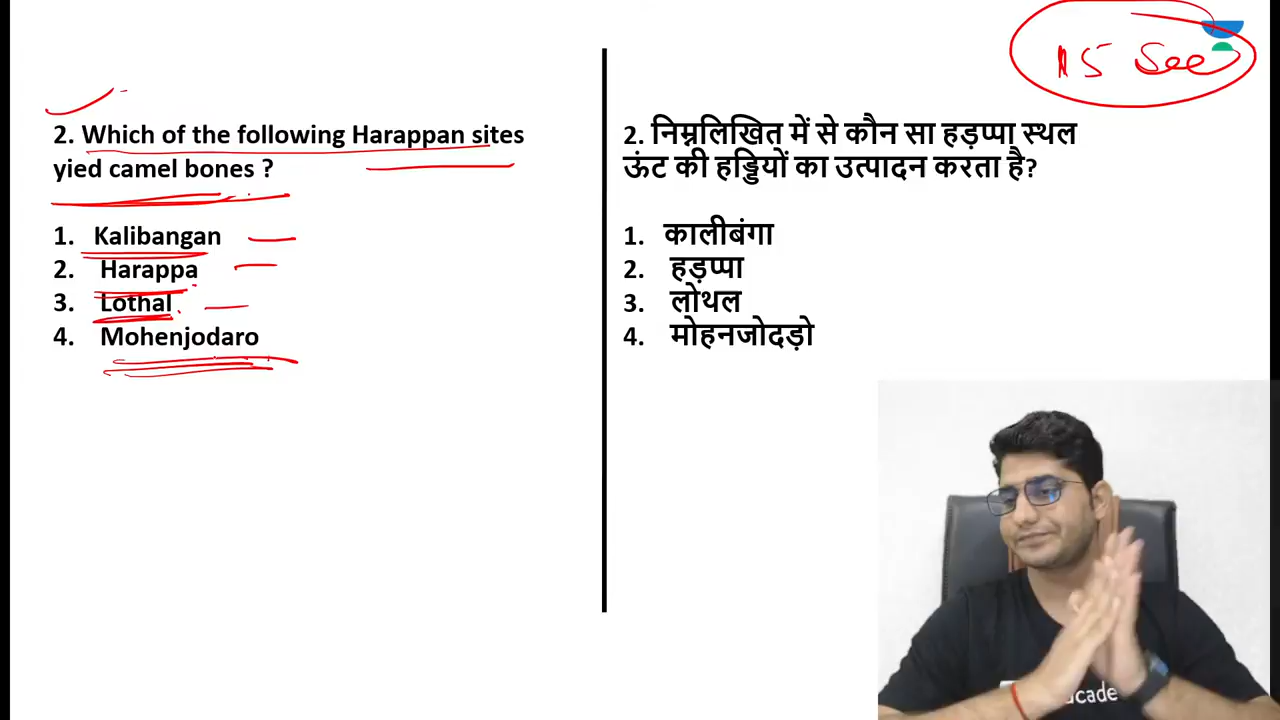 15 See
2. Which of the following Harappan sites
yied camel bones ?
1. Kalibangan
2. Harappa
3. Lothal
4. Mohenjodaro
2. निम्नलिखित में से कौन सा हड़प्पा स्थल
ऊंट की हड्डियों का उत्पादन करता है?
1. कालीबंगा
2. हड़प्पा
3. लोथल
4. मोहनजोदड़ो